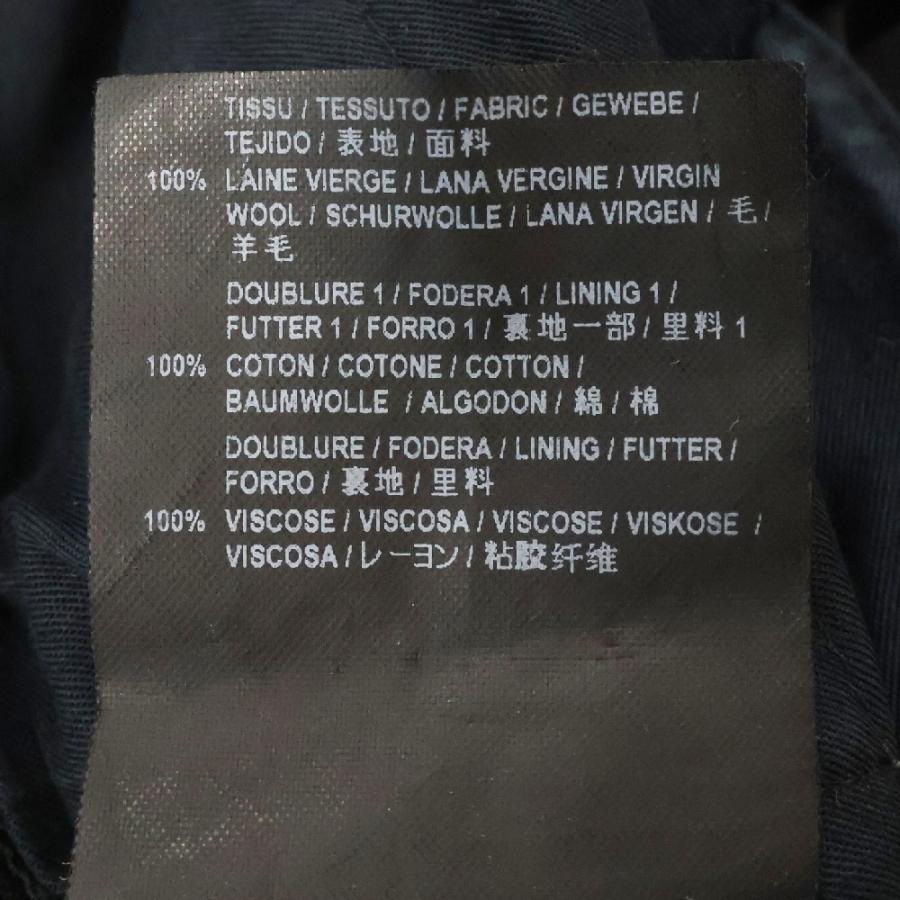 TISSU / TESSUTO / FABRIC / GEWEBE /
TEJIDO / 表地 / 面料
100% LAINE VIERGE / LANA VERGINE / VIRGIN
WOOL / SCHURWOLLE / LANA VIRGEN / 毛 /
羊毛
DOUBLURE 1 / FODERA 1 / LINING 1 /
FUTTER 1 / FORRO 1 / 裏地一部 / 里料 1
100% COTON / COTONE / COTTON /
BAUMWOLLE / ALGODON / 綿 / 棉
DOUBLURE / FODERA / LINING / FUTTER /
FORRO / 裏地 / 里料
100% VISCOSE / VISCOSA / VISCOSE / VISKOSE /
VISCOSA / レーヨン / 粘胶纤维